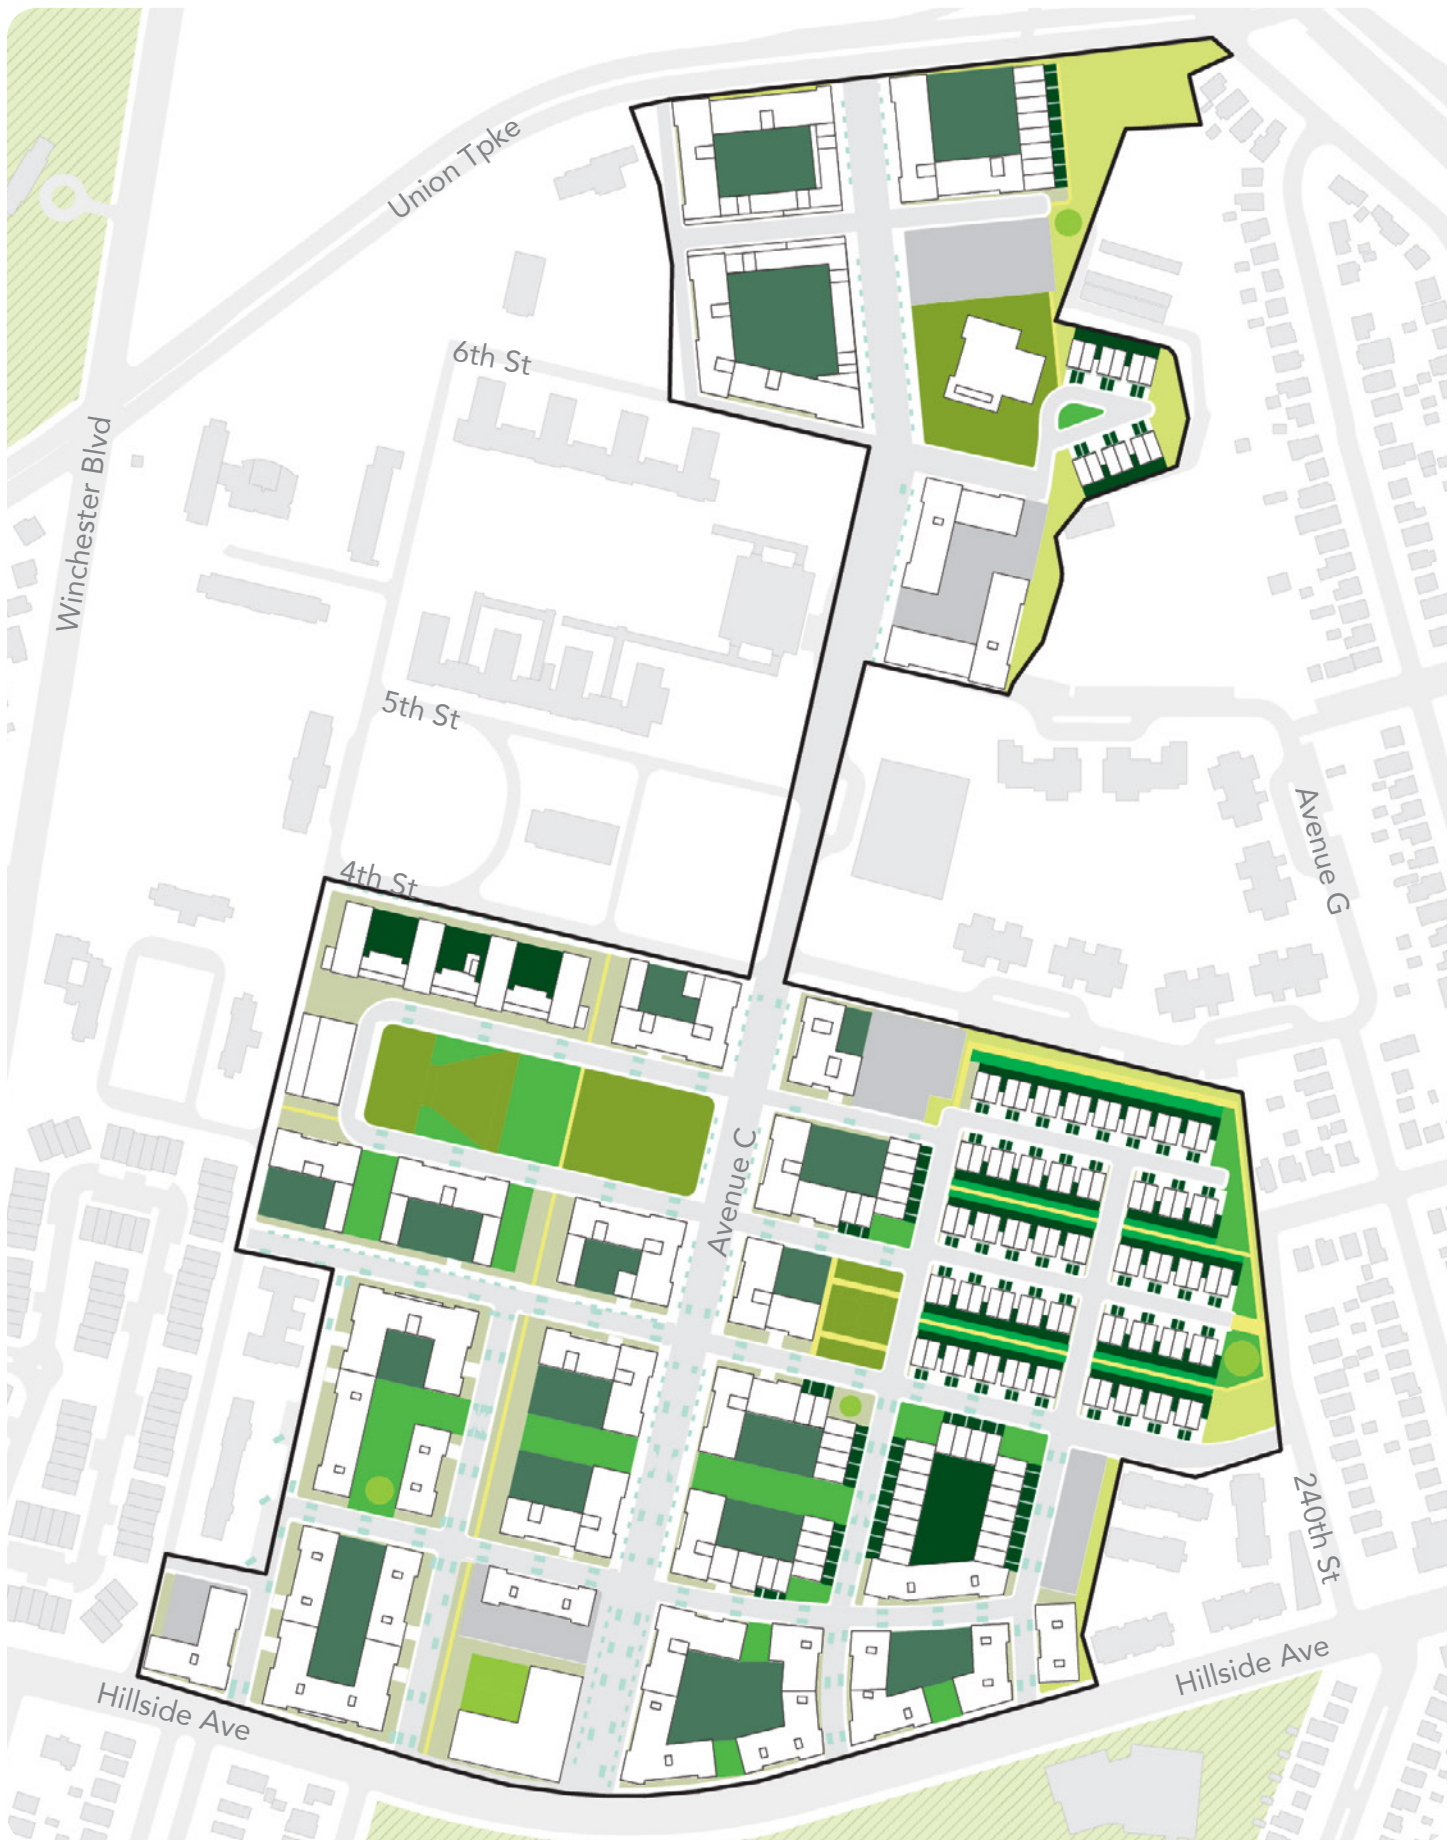 Union Tpke
6th St
Winchester Blvd
5th St
Avenue G
4th St
Avenue C
240th St
Hillside Ave
Hillside Ave